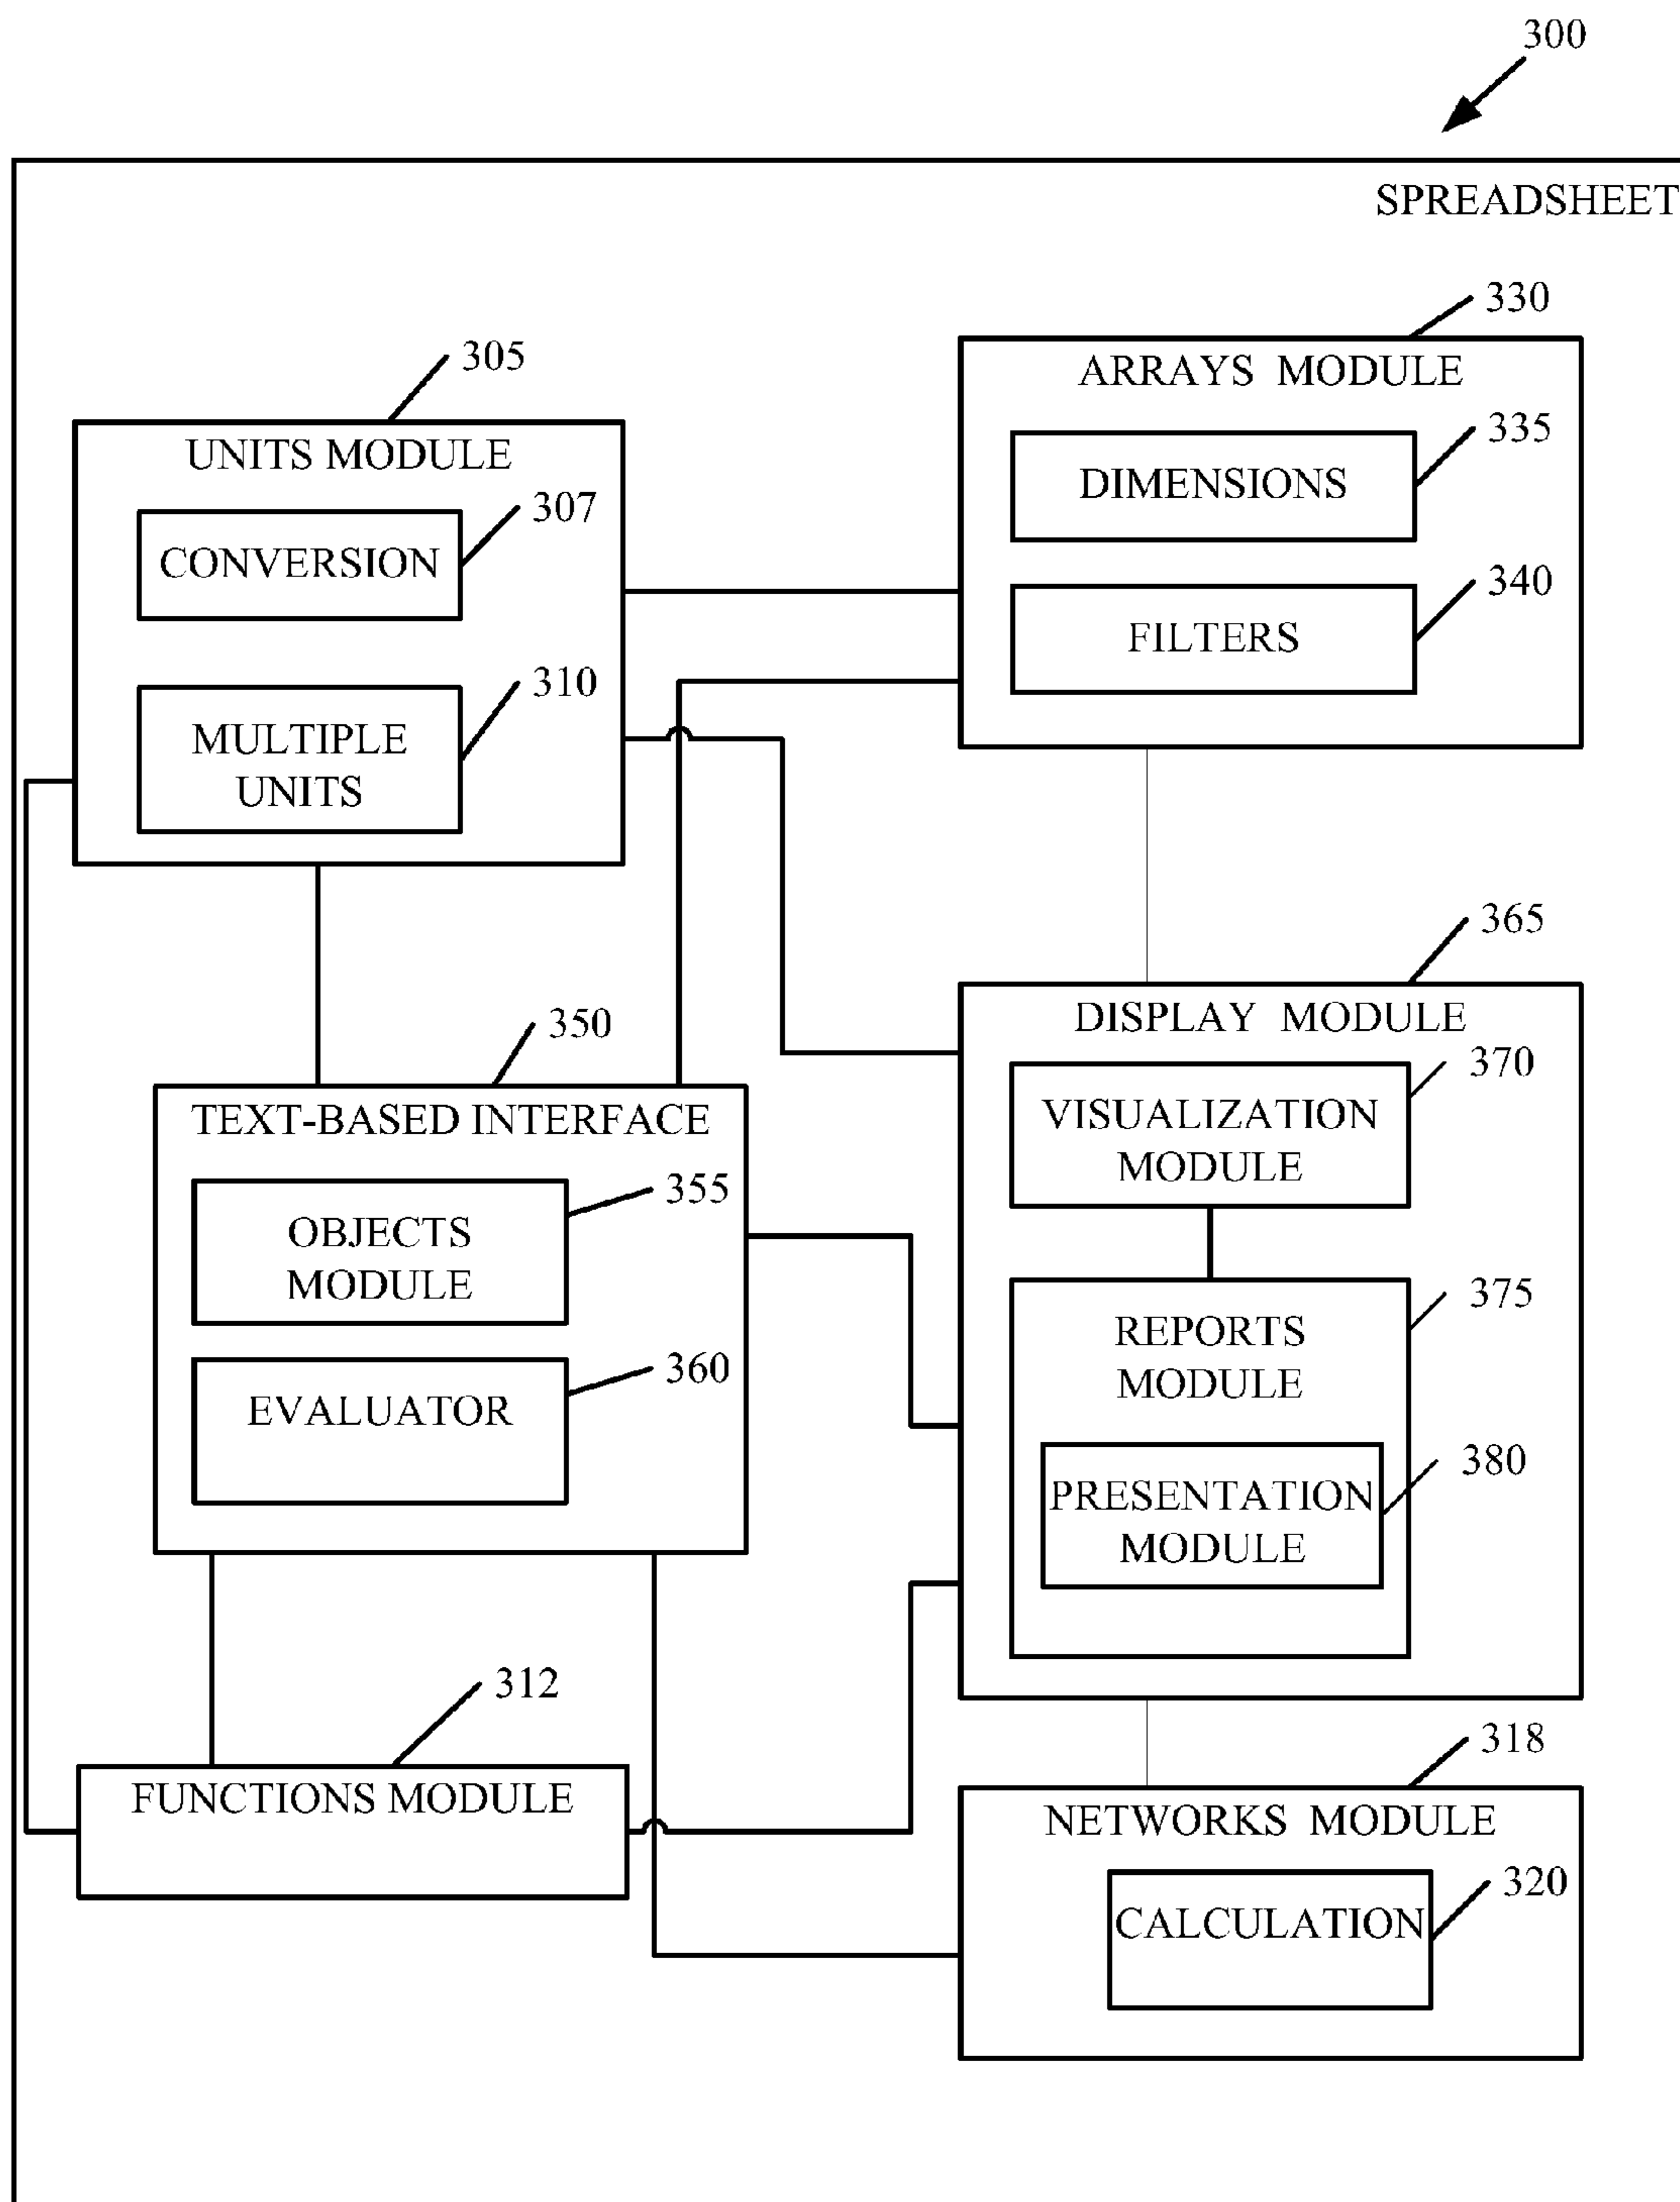 300
SPREADSHEET
330
ARRAYS MODULE
335
DIMENSIONS
340
FILTERS
305
UNITS MODULE
307
CONVERSION
310
MULTIPLE
UNITS
365
DISPLAY MODULE
370
VISUALIZATION
MODULE
375
REPORTS
MODULE
380
PRESENTATION
MODULE
350
TEXT-BASED INTERFACE
355
OBJECTS
MODULE
360
EVALUATOR
312
FUNCTIONS MODULE
318
NETWORKS MODULE
320
CALCULATION